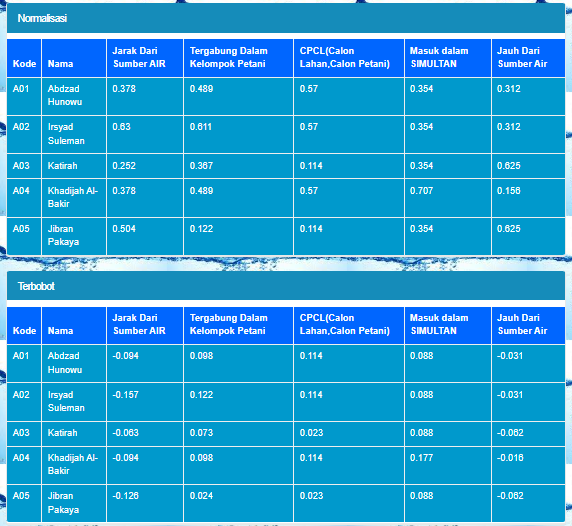 Normalisasi
Kode Nama Jarak Dari Sumber AIR Tergabung Dalam Kelompok Petani CPCL(Calon Lahan,Calon Petani) Masuk dalam SIMULTAN Jauh Dari Sumber Air
A01 Abdzad Hunowu 0.378 0.489 0.57 0.354 0.312
A02 Irsyad Suleman 0.63 0.611 0.57 0.354 0.312
A03 Katirah 0.252 0.367 0.114 0.354 0.625
A04 Khadijah Al-Bakir 0.378 0.489 0.57 0.707 0.156
A05 Jibran Pakaya 0.504 0.122 0.114 0.354 0.625
Terbobot
Kode Nama Jarak Dari Sumber AIR Tergabung Dalam Kelompok Petani CPCL(Calon Lahan,Calon Petani) Masuk dalam SIMULTAN Jauh Dari Sumber Air
A01 Abdzad Hunowu -0.094 0.098 0.114 0.088 -0.031
A02 Irsyad Suleman -0.157 0.122 0.114 0.088 -0.031
A03 Katirah -0.063 0.073 0.023 0.088 -0.062
A04 Khadijah Al-Bakir -0.094 0.098 0.114 0.177 -0.016
A05 Jibran Pakaya -0.126 0.024 0.023 0.088 -0.062